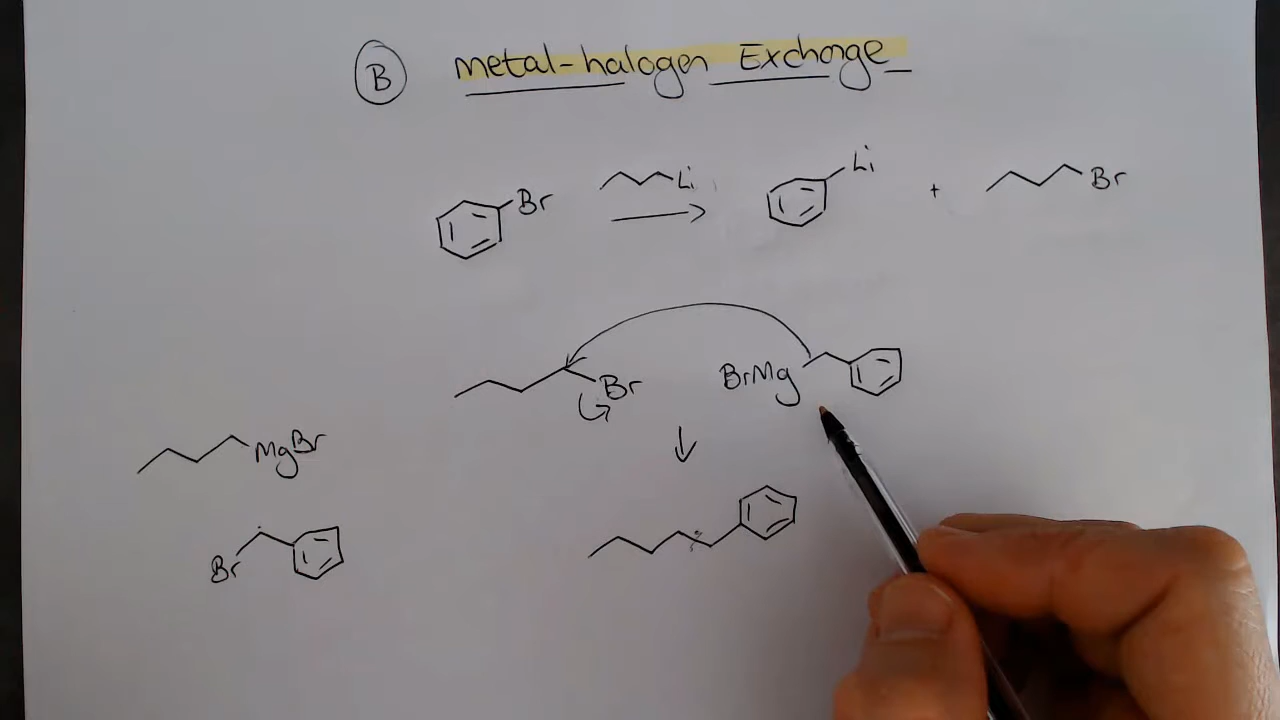 B metal-halogen Exchange
Br Li Li + Br
Br BrMg
MgBr
Br